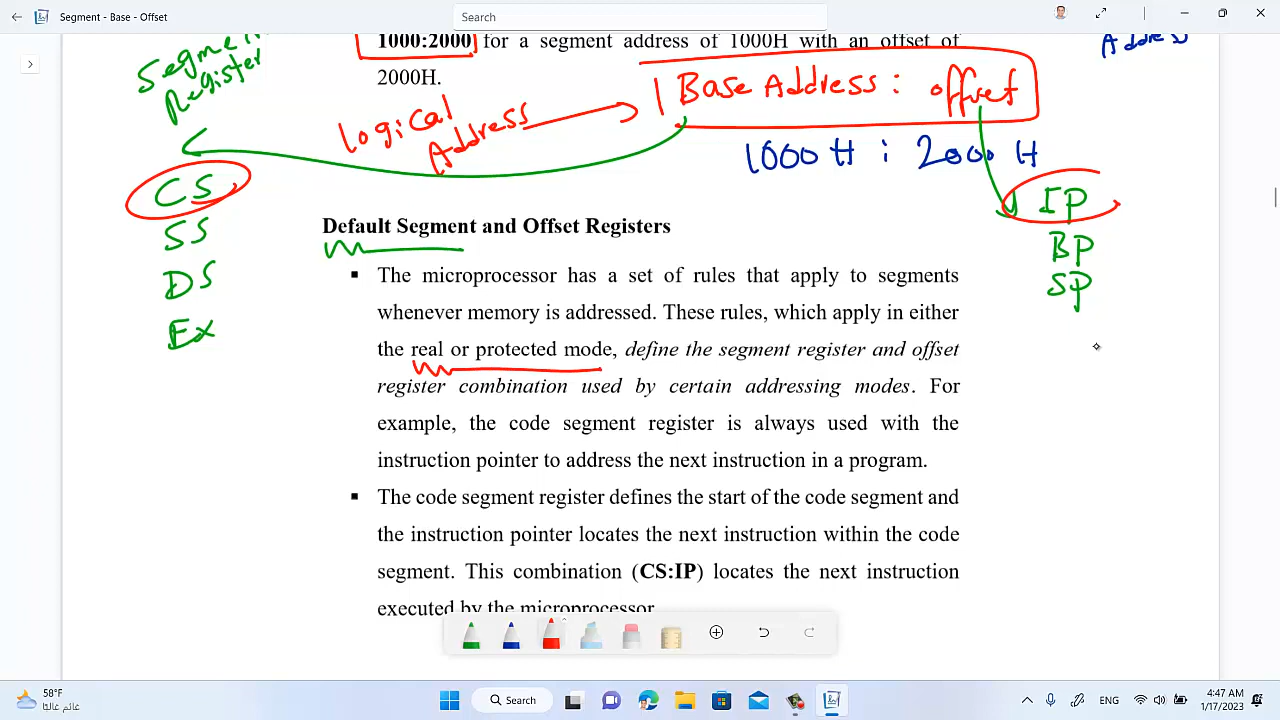 Segment - Base - Offset
Search
1000:2000 for a segment address of 1000H with an offset of
2000H.
Segment
Register
Address
Logical
Address
Base Address : offset
1000 H : 2000 H
CS
SS
DS
Ex
IP
BP
SP
Default Segment and Offset Registers
▪ The microprocessor has a set of rules that apply to segments
whenever memory is addressed. These rules, which apply in either
the real or protected mode, define the segment register and offset
register combination used by certain addressing modes. For
example, the code segment register is always used with the
instruction pointer to address the next instruction in a program.
▪ The code segment register defines the start of the code segment and
the instruction pointer locates the next instruction within the code
segment. This combination (CS:IP) locates the next instruction
executed by the microprocessor
58°F
غائم غالبًا
Search
ENG
4:47 AM
1/17/2023